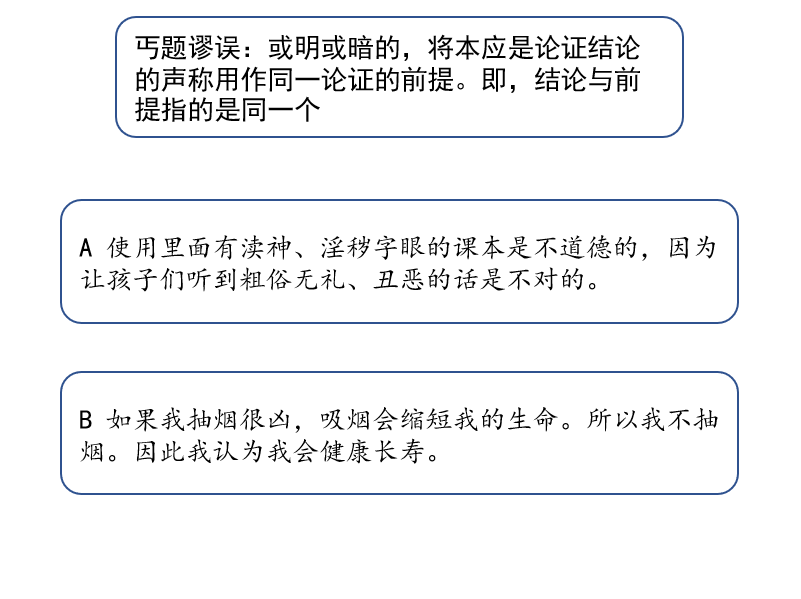 丐题谬误：或明或暗的，将本应是论证结论
的声称用作同一论证的前提。即，结论与前
提指的是同一个
A 使用里面有渎神、淫秽字眼的课本是不道德的，因为
让孩子们听到粗俗无礼、丑恶的话是不对的。
B 如果我抽烟很凶，吸烟会缩短我的生命。所以我不抽
烟。因此我认为我会健康长寿。